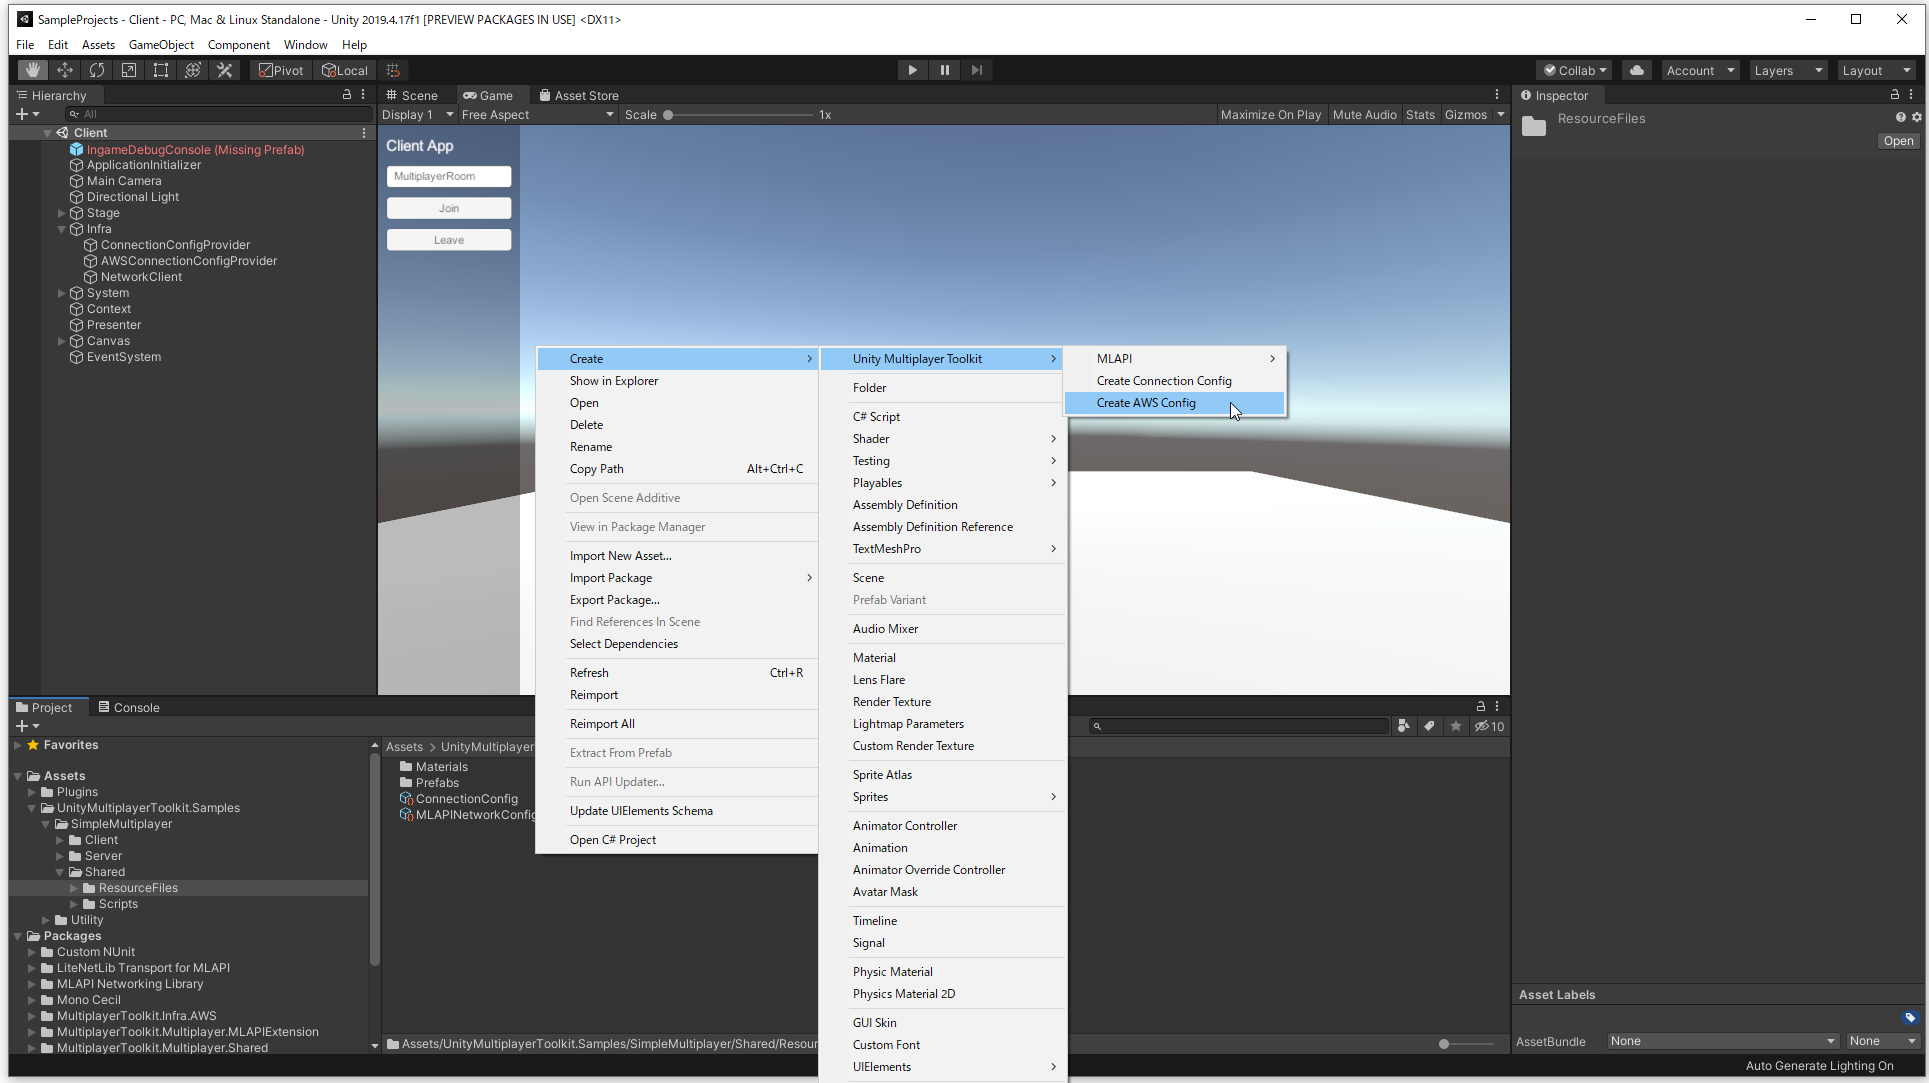 SampleProjects - Client - PC, Mac & Linux Standalone - Unity 2019.4.17f1 [PREVIEW PACKAGES IN USE] <DX11>
File Edit Assets GameObject Component Window Help
Pivot Local Collab Account Layers Layout
Hierarchy
All
Client
IngameDebugConsole (Missing Prefab)
ApplicationInitializer
Main Camera
Directional Light
Stage
Infra
ConnectionConfigProvider
AWSConnectionConfigProvider
NetworkClient
System
Context
Presenter
Canvas
EventSystem
Scene Game Asset Store
Display 1 Free Aspect Scale 1x Maximize On Play Mute Audio Stats Gizmos
Client App
MultiplayerRoom
Join
Leave
Inspector
ResourceFiles
Open
Create
Show in Explorer
Open
Delete
Rename
Copy Path Alt+Ctrl+C
Open Scene Additive
View in Package Manager
Import New Asset...
Import Package
Export Package...
Find References In Scene
Select Dependencies
Refresh Ctrl+R
Reimport
Reimport All
Extract From Prefab
Run API Updater...
Update UIElements Schema
Open C# Project
Unity Multiplayer Toolkit
Folder
C# Script
Shader
Testing
Playables
Assembly Definition
Assembly Definition Reference
TextMeshPro
Scene
Prefab Variant
Audio Mixer
Material
Lens Flare
Render Texture
Lightmap Parameters
Custom Render Texture
Sprite Atlas
Sprites
Animator Controller
Animation
Animator Override Controller
Avatar Mask
Timeline
Signal
Physic Material
Physics Material 2D
GUI Skin
Custom Font
UIElements
MLAPI
Create Connection Config
Create AWS Config
Project Console
10
Favorites
Assets
Plugins
UnityMultiplayerToolkit.Samples
SimpleMultiplayer
Client
Server
Shared
ResourceFiles
Scripts
Utility
Packages
Custom NUnit
LiteNetLib Transport for MLAPI
MLAPI Networking Library
Mono Cecil
MultiplayerToolkit.Infra.AWS
MultiplayerToolkit.Multiplayer.MLAPIExtension
MultiplayerToolkit.Multiplayer.Shared
Assets > UnityMultiplayer
Materials
Prefabs
ConnectionConfig
MLAPINetworkConfig
Assets/UnityMultiplayerToolkit.Samples/SimpleMultiplayer/Shared/Resour
Asset Labels
AssetBundle None None
Auto Generate Lighting On